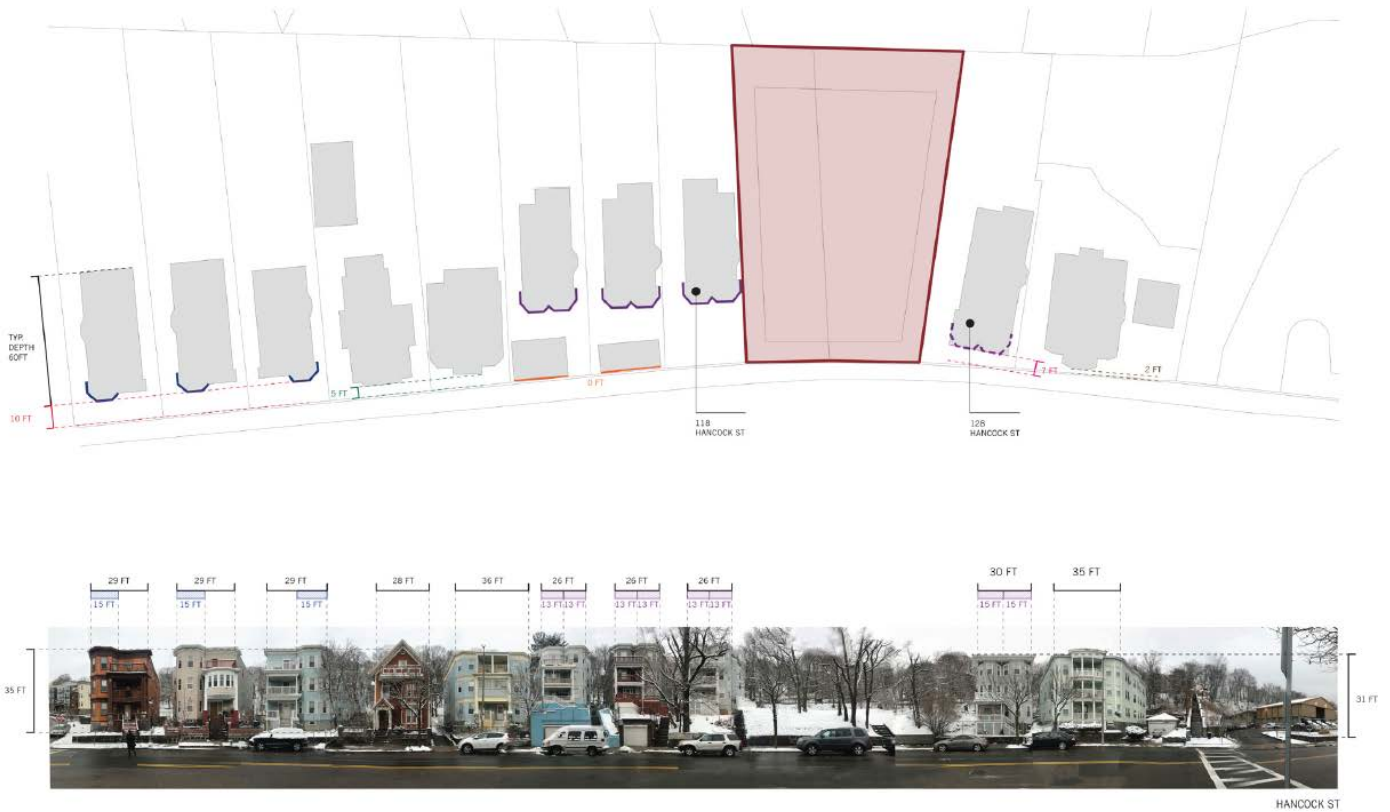 TYP.
DEPTH
60FT
10 FT
5 FT
0 FT
7 FT
2 FT
118
HANCOCK ST
128
HANCOCK ST
29 FT
29 FT
29 FT
28 FT
36 FT
26 FT
26 FT
26 FT
30 FT
35 FT
15 FT
15 FT
15 FT
13 FT
13 FT
13 FT
13 FT
13 FT
13 FT
15 FT
15 FT
35 FT
31 FT
HANCOCK ST